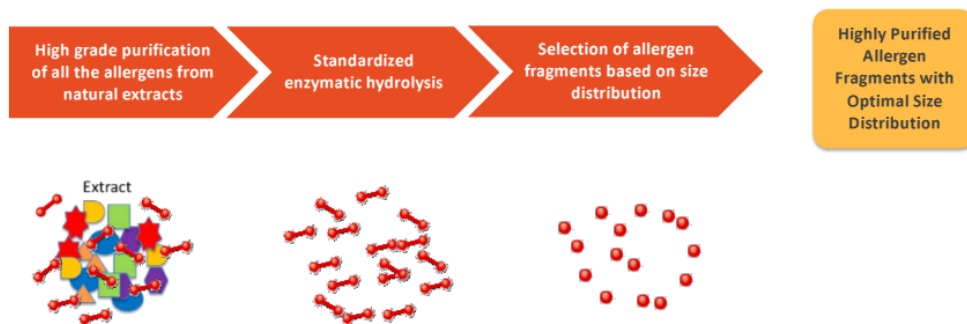 High grade purification
of all the allergens from
natural extracts
Standardized
enzymatic hydrolysis
Selection of allergen
fragments based on size
distribution
Highly Purified
Allergen
Fragments with
Optimal Size
Distribution
Extract